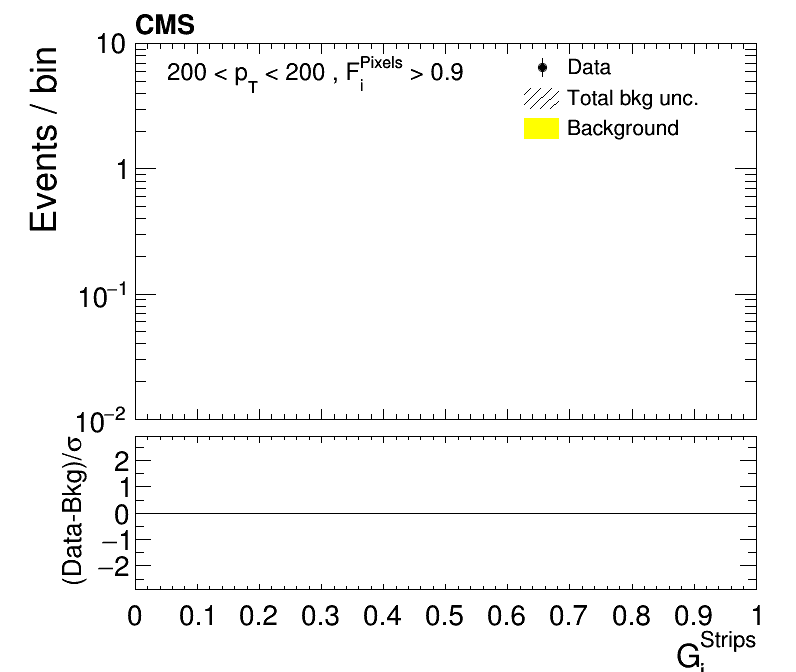 CMS
10
200 < p_T < 200 , F_i^Pixels > 0.9
Data
Total bkg unc.
Background
Events / bin
1
10^−1
10^−2
(Data-Bkg)/σ
2
1
0
−1
−2
0 0.1 0.2 0.3 0.4 0.5 0.6 0.7 0.8 0.9 1
G_i^Strips